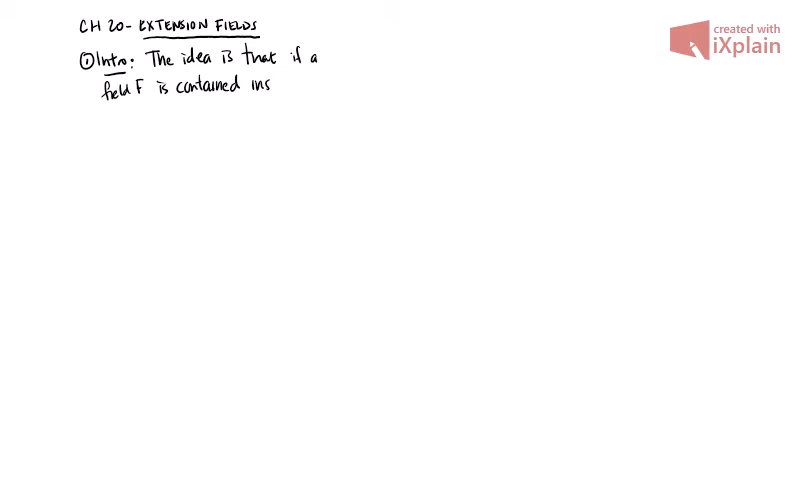 CH 20 - EXTENSION FIELDS
① Intro: The idea is that if a
field F is contained ins
created with
iXplain